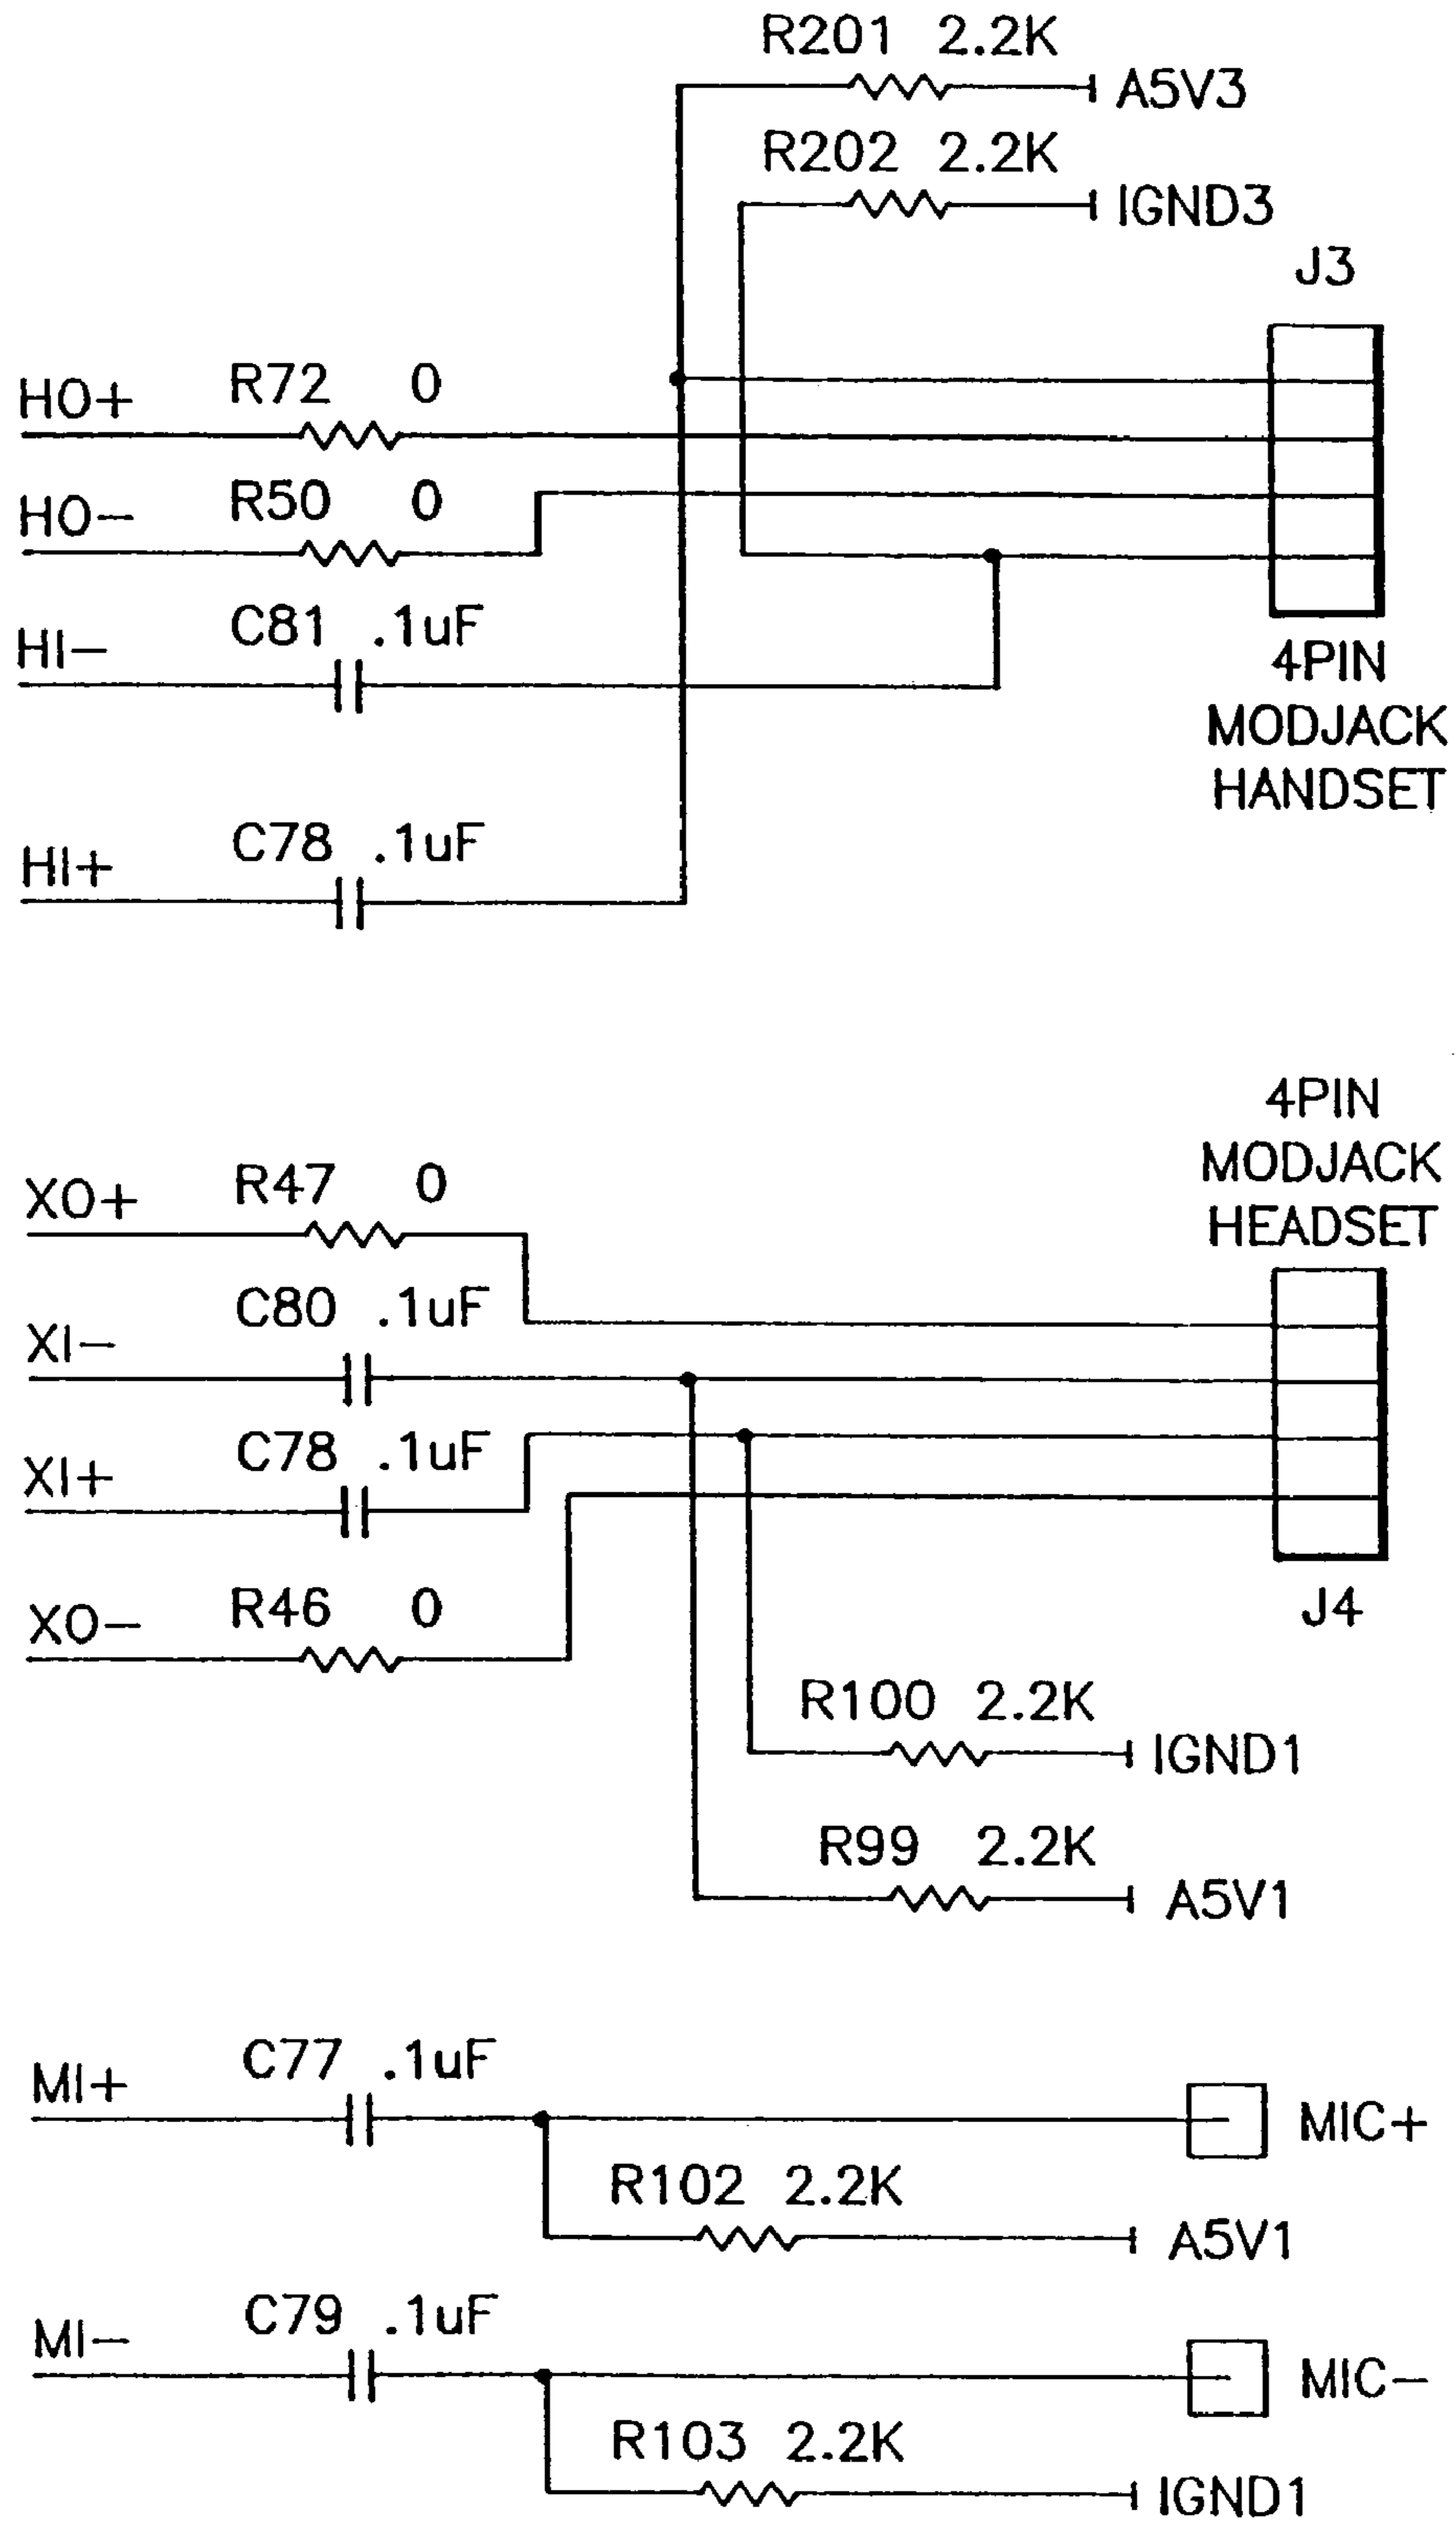 R201 2.2K
A5V3
R202 2.2K
IGND3
J3
HO+
R72 0
HO-
R50 0
HI-
C81 .1uF
4PIN
MODJACK
HANDSET
HI+
C78 .1uF
4PIN
MODJACK
HEADSET
XO+
R47 0
XI-
C80 .1uF
XI+
C78 .1uF
XO-
R46 0
J4
R100 2.2K
IGND1
R99 2.2K
A5V1
MI+
C77 .1uF
MIC+
R102 2.2K
A5V1
MI-
C79 .1uF
MIC-
R103 2.2K
IGND1